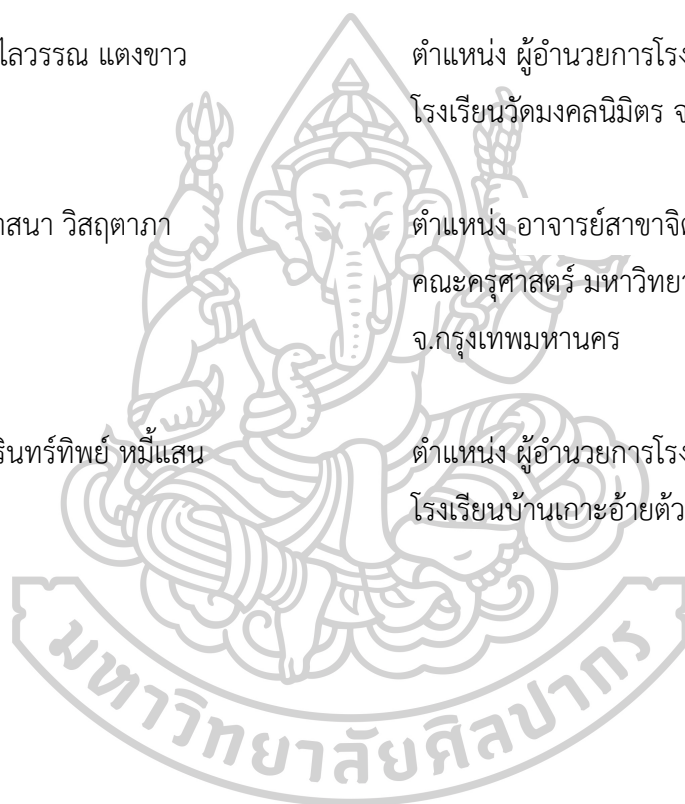 ไลวรรณ แตงขาว ตำแหน่ง ผู้อำนวยการโรง
โรงเรียนวัดมงคลนิมิตร จ
าสนา วิสฤตาภา ตำแหน่ง อาจารย์สาขาจิต
คณะครุศาสตร์ มหาวิทยา
จ.กรุงเทพมหานคร
รินทร์ทิพย์ หมี้แสน ตำแหน่ง ผู้อำนวยการโรง
โรงเรียนบ้านเกาะอ้ายต้ว
มหาวิทยาลัยศิลปากร